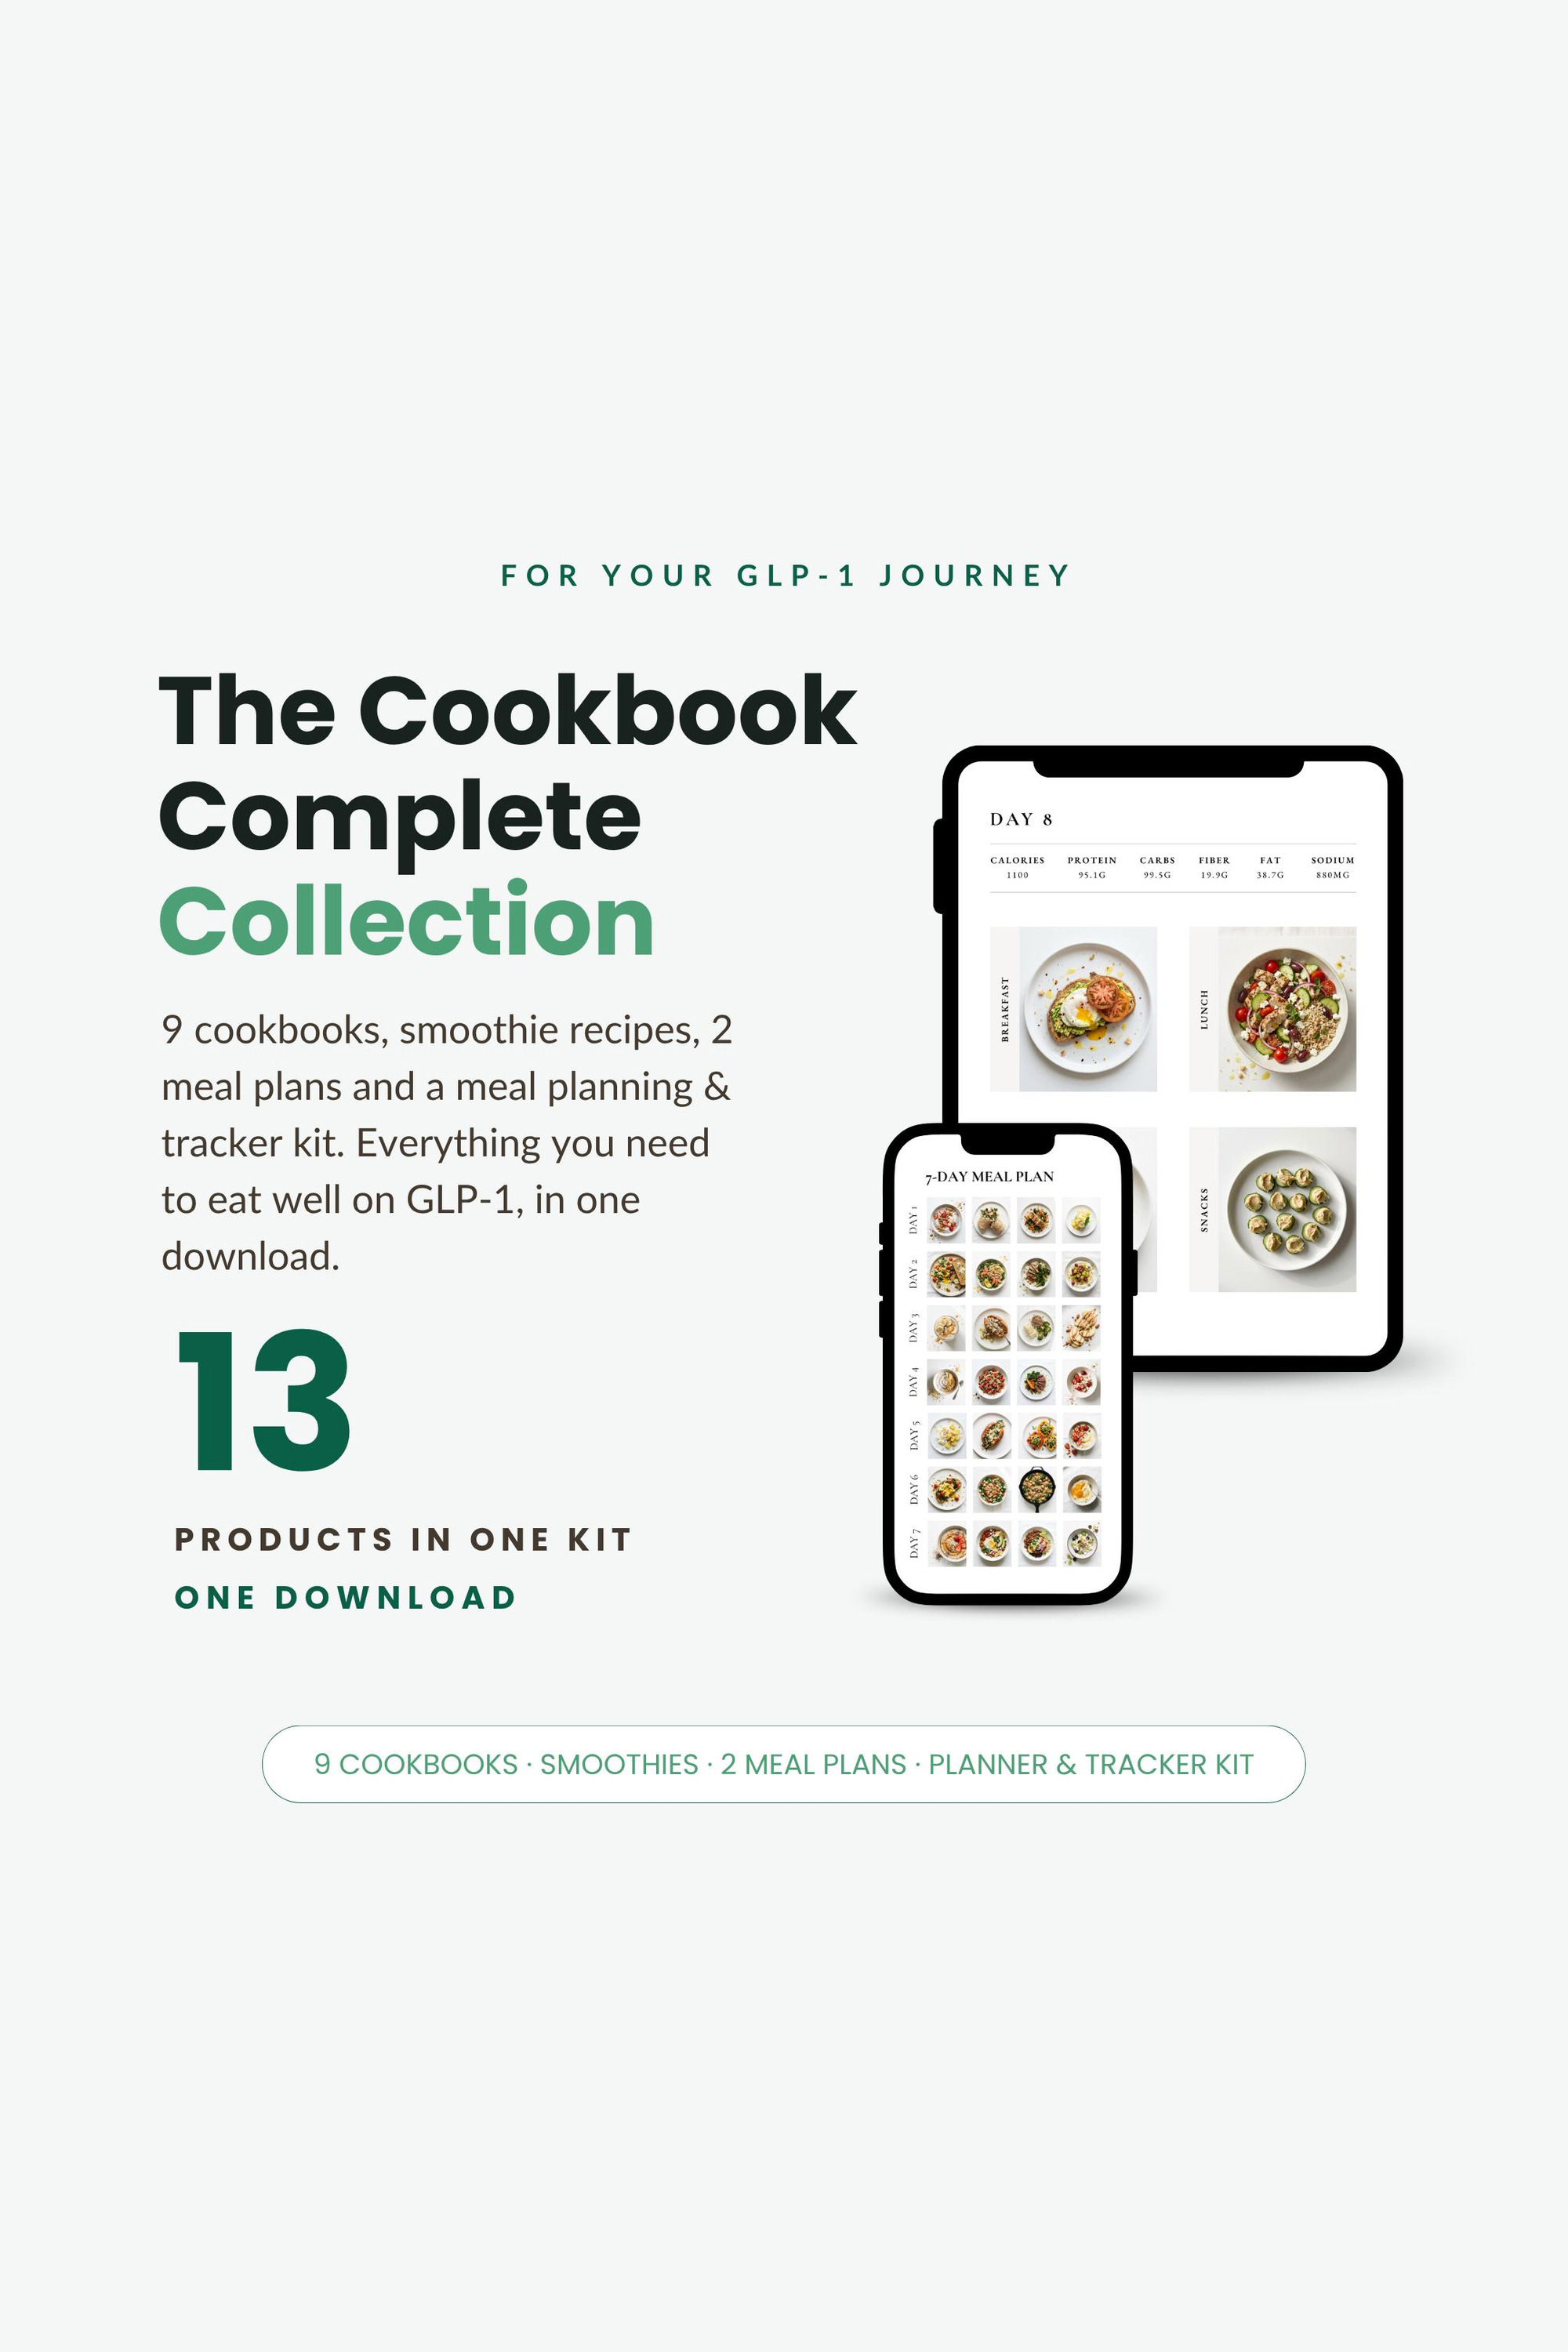 FOR YOUR GLP-1 JOURNEY
The Cookbook
Complete
Collection
9 cookbooks, smoothie recipes, 2
meal plans and a meal planning &
tracker kit. Everything you need
to eat well on GLP-1, in one
download.
13
PRODUCTS IN ONE KIT
ONE DOWNLOAD
DAY 8
CALORIES PROTEIN CARBS FIBER FAT SODIUM
1100 95.1G 99.5G 19.9G 38.7G 880MG
BREAKFAST
LUNCH
SNACKS
7-DAY MEAL PLAN
DAY 1
DAY 2
DAY 3
DAY 4
DAY 5
DAY 6
DAY 7
9 COOKBOOKS · SMOOTHIES · 2 MEAL PLANS · PLANNER & TRACKER KIT